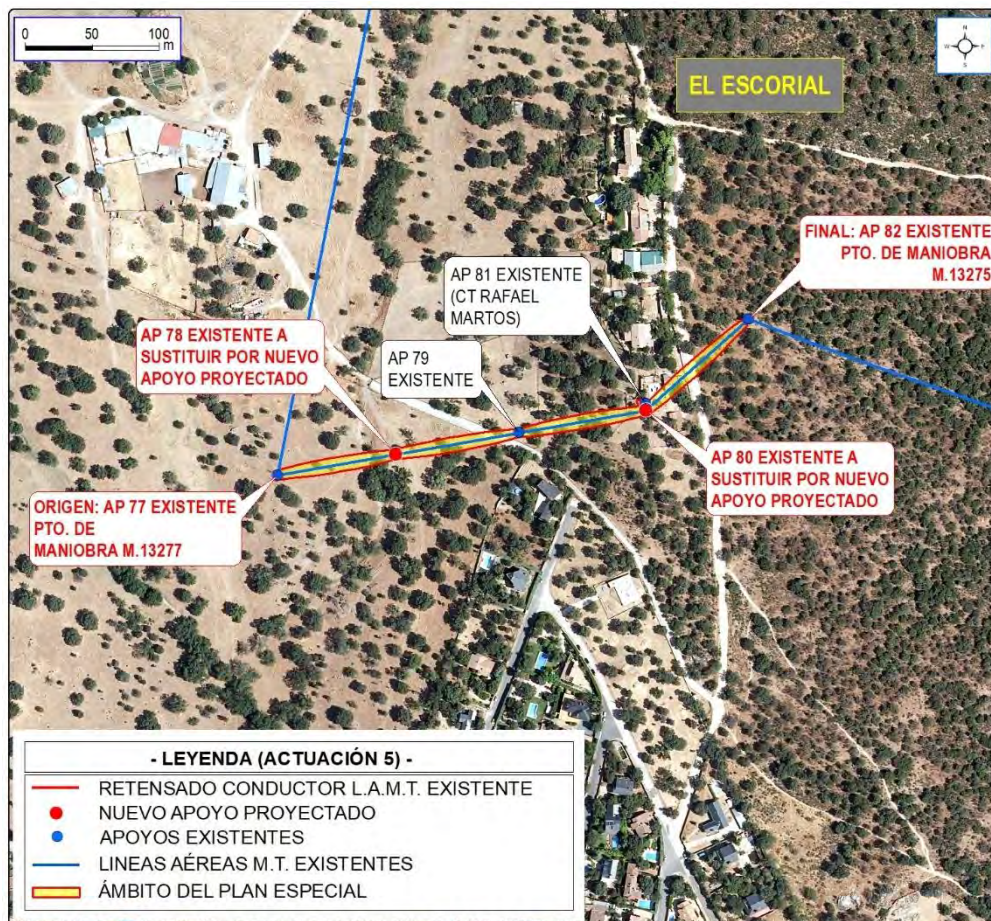 0 50 100
m
N
W E
S
EL ESCORIAL
FINAL: AP 82 EXISTENTE
PTO. DE MANIOBRA
M.13275
AP 81 EXISTENTE
(CT RAFAEL
MARTOS)
AP 78 EXISTENTE A
SUSTITUIR POR NUEVO
APOYO PROYECTADO
AP 79
EXISTENTE
AP 80 EXISTENTE A
SUSTITUIR POR NUEVO
APOYO PROYECTADO
ORIGEN: AP 77 EXISTENTE
PTO. DE
MANIOBRA M.13277
- LEYENDA (ACTUACIÓN 5) -
RETENSADO CONDUCTOR L.A.M.T. EXISTENTE
NUEVO APOYO PROYECTADO
APOYOS EXISTENTES
LINEAS AÉREAS M.T. EXISTENTES
ÁMBITO DEL PLAN ESPECIAL